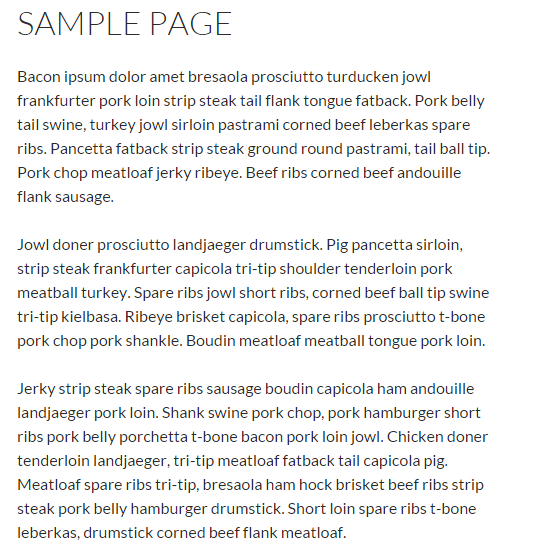 SAMPLE PAGE
Bacon ipsum dolor amet bresaola prosciutto turducken jowl
frankfurter pork loin strip steak tail flank tongue fatback. Pork belly
tail swine, turkey jowl sirloin pastrami corned beef leberkas spare
ribs. Pancetta fatback strip steak ground round pastrami, tail ball tip.
Pork chop meatloaf jerky ribeye. Beef ribs corned beef andouille
flank sausage.
Jowl doner prosciutto landjaeger drumstick. Pig pancetta sirloin,
strip steak frankfurter capicola tri-tip shoulder tenderloin pork
meatball turkey. Spare ribs jowl short ribs, corned beef ball tip swine
tri-tip kielbasa. Ribeye brisket capicola, spare ribs prosciutto t-bone
pork chop pork shankle. Boudin meatloaf meatball tongue pork loin.
Jerky strip steak spare ribs sausage boudin capicola ham andouille
landjaeger pork loin. Shank swine pork chop, pork hamburger short
ribs pork belly porchetta t-bone bacon pork loin jowl. Chicken doner
tenderloin landjaeger, tri-tip meatloaf fatback tail capicola pig.
Meatloaf spare ribs tri-tip, bresaola ham hock brisket beef ribs strip
steak pork belly hamburger drumstick. Short loin spare ribs t-bone
leberkas, drumstick corned beef flank meatloaf.